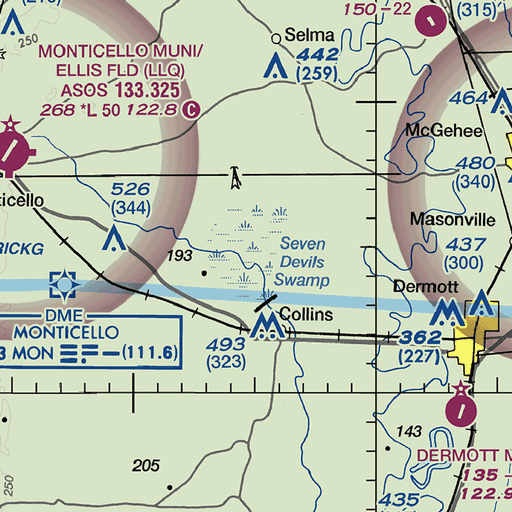 150 - 22
(315)
250
Selma
442
(259)
MONTICELLO MUNI/
ELLIS FLD (LLQ)
ASOS 133.325
268 *L 50 122.8 C
464
McGehee
480
(340)
526
(344)
Masonville
437
(300)
RICKG
193
Seven
Devils
Swamp
Dermott
DME
MONTICELLO
MON (111.6)
Collins
493
(323)
362
(227)
143
205
250
DERMOTT M
135 -
122.9
435